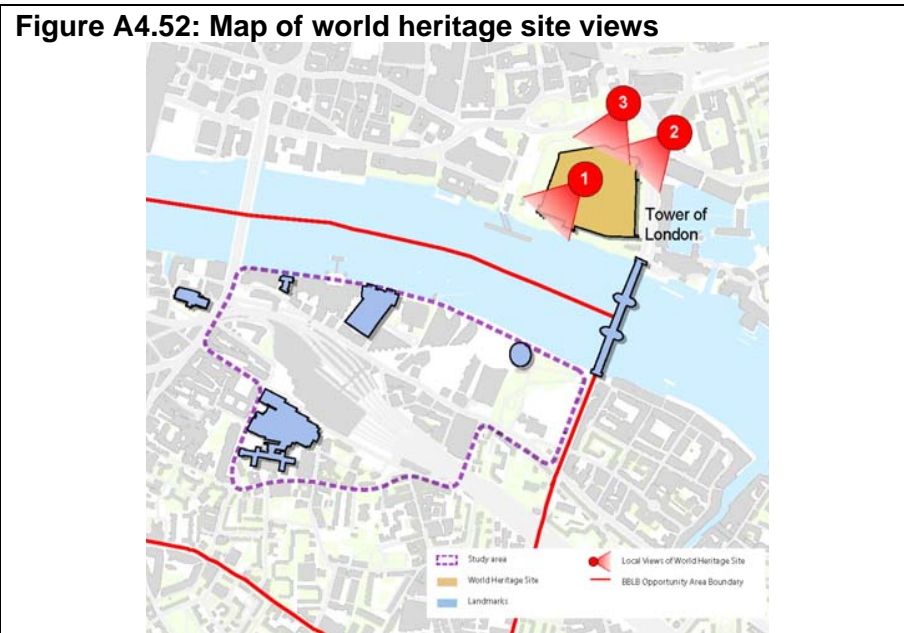 Figure A4.52: Map of world heritage site views
3
2
1
Tower of
London
Study area
World Heritage Site
Landmarks
Local Views of World Heritage Site
BBLB Opportunity Area Boundary